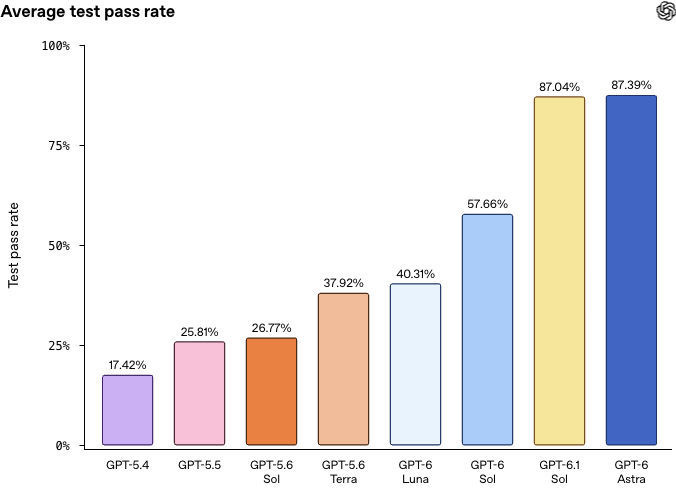 Average test pass rate
100%
75%
50%
25%
0%
Test pass rate
17.42%
25.81%
26.77%
37.92%
40.31%
57.66%
87.04%
87.39%
GPT-5.4
GPT-5.5
GPT-5.6
Sol
GPT-5.6
Terra
GPT-6
Luna
GPT-6
Sol
GPT-6.1
Sol
GPT-6
Astra